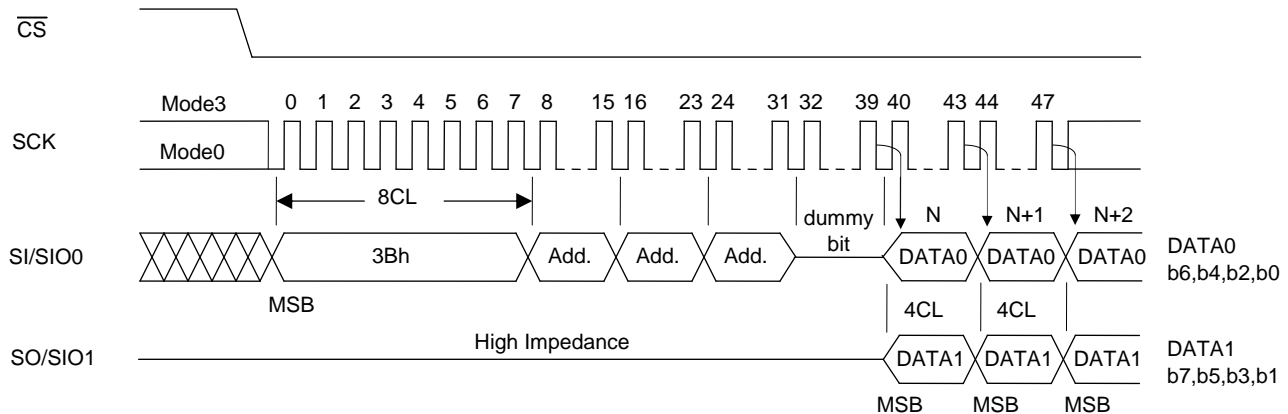 CS
Mode3 0 1 2 3 4 5 6 7 8 15 16 23 24 31 32 39 40 43 44 47
SCK
Mode0
8CL
dummy bit
N N+1 N+2
SI/SIO0 3Bh Add. Add. Add. DATA0 DATA0 DATA0
DATA0
b6,b4,b2,b0
MSB
4CL 4CL
High Impedance
SO/SIO1 DATA1 DATA1 DATA1
DATA1
b7,b5,b3,b1
MSB MSB MSB